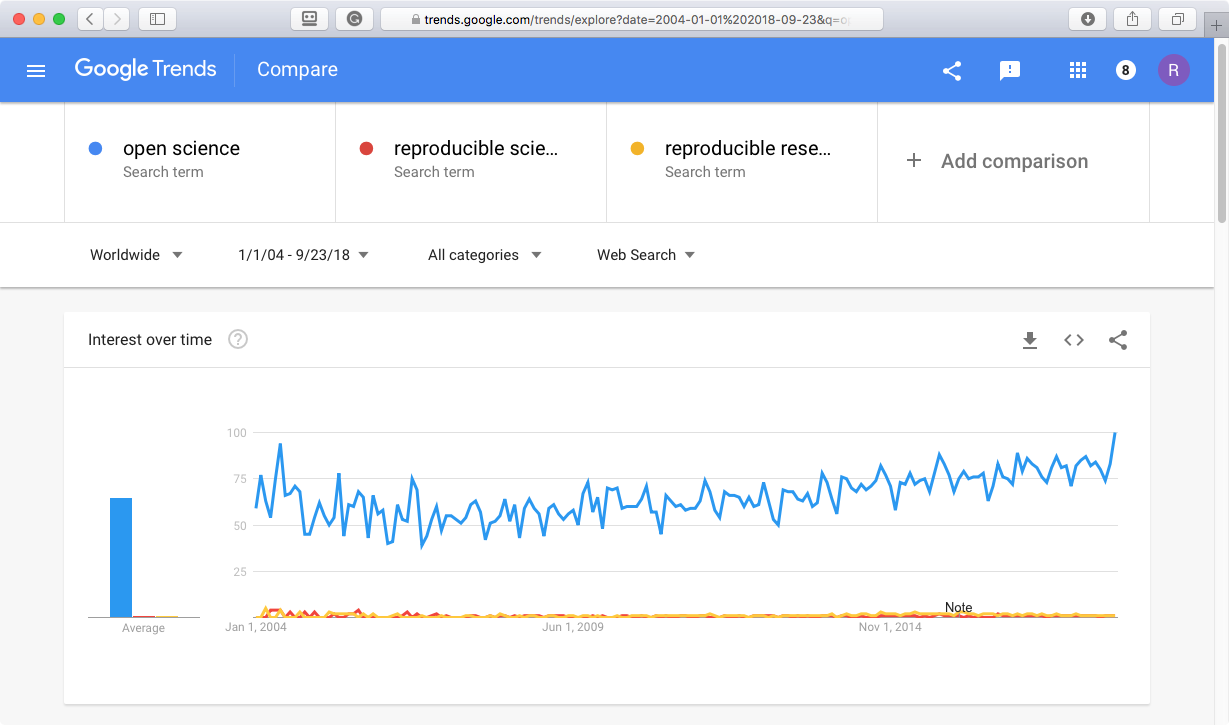 trends.google.com/trends/explore?date=2004-01-01%202018-09-23&q=o
Google Trends Compare 8 R
open science reproducible scie... reproducible rese... + Add comparison
Search term Search term Search term
Worldwide 1/1/04 - 9/23/18 All categories Web Search
Interest over time ?
100
75
50
25
Note
Average Jan 1, 2004 Jun 1, 2009 Nov 1, 2014